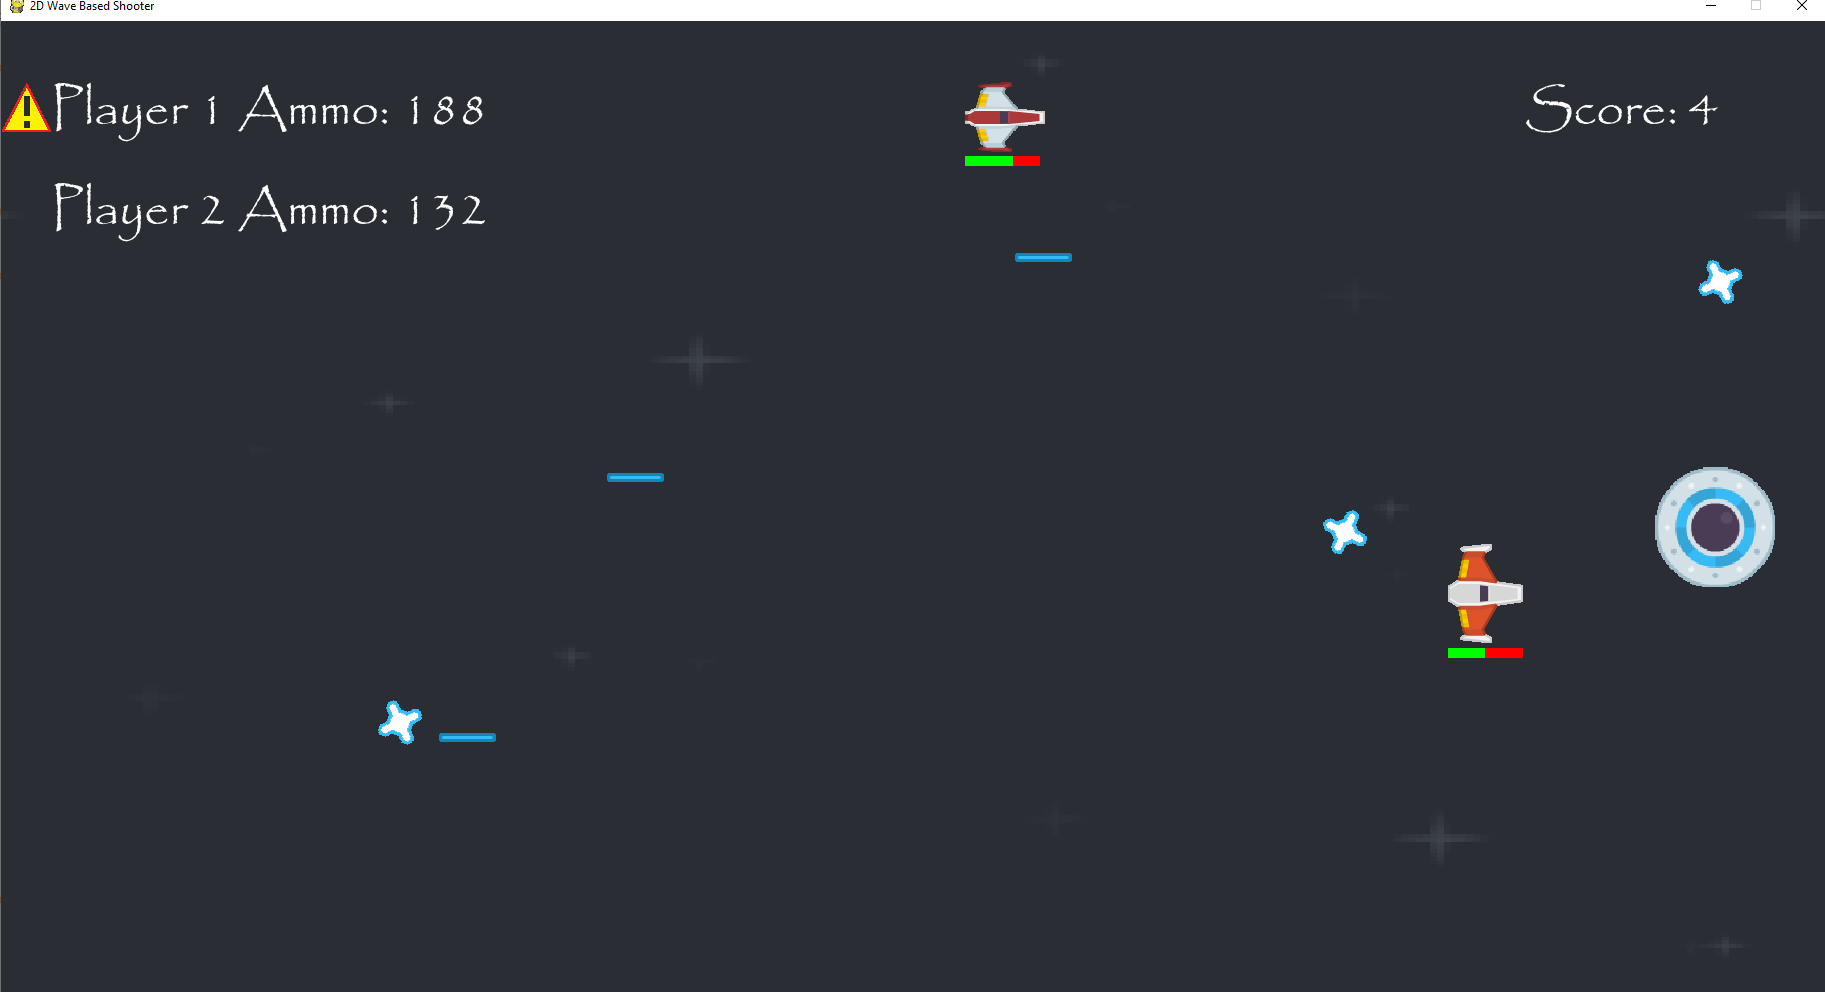 2D Wave Based Shooter
Player 1 Ammo: 188
Score: 4
Player 2 Ammo: 132